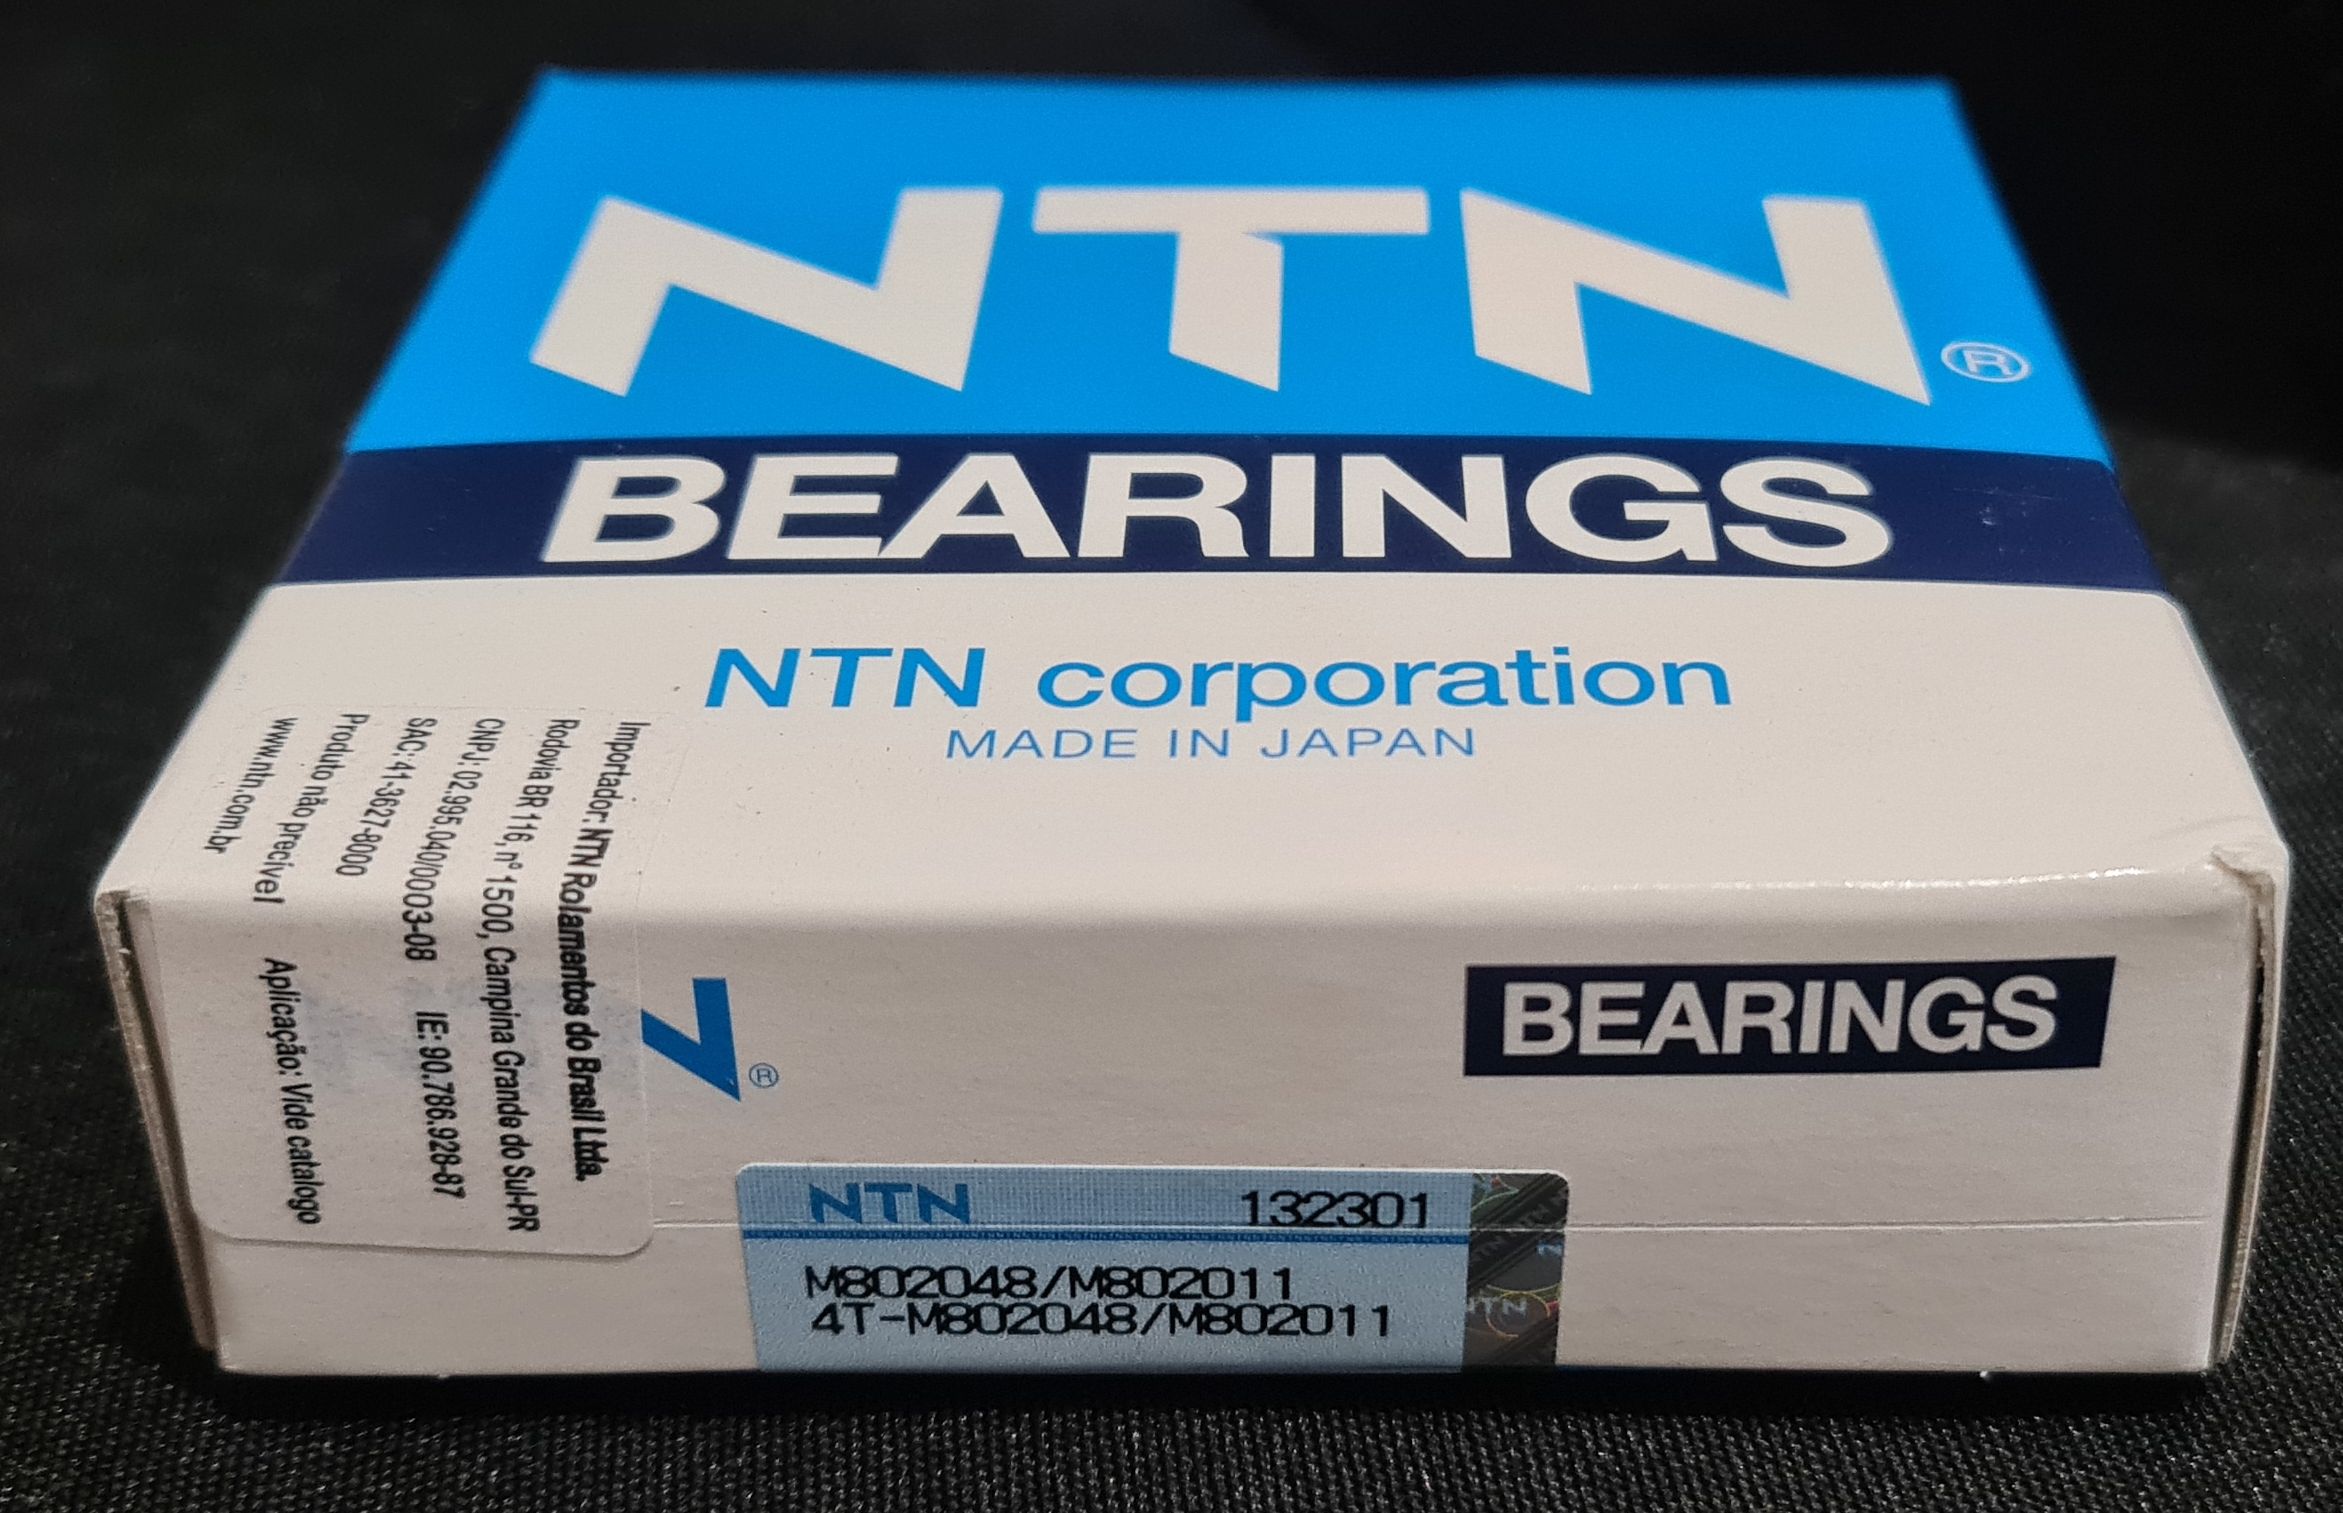 NTN®
BEARINGS
NTN corporation
MADE IN JAPAN
Importador: NTN Rolamentos do Brasil Ltda.
Rodovia BR 116, nº 1500, Campina Grande do Sul-PR
CNPJ: 02.995.040/0003-08 IE: 90.786.928-87
SAC: 41-3627-8000
Produto não precivel Aplicação: Vide catalogo
www.ntn.com.br
®
BEARINGS
NTN 132301
M802048/M802011
4T-M802048/M802011
NTN